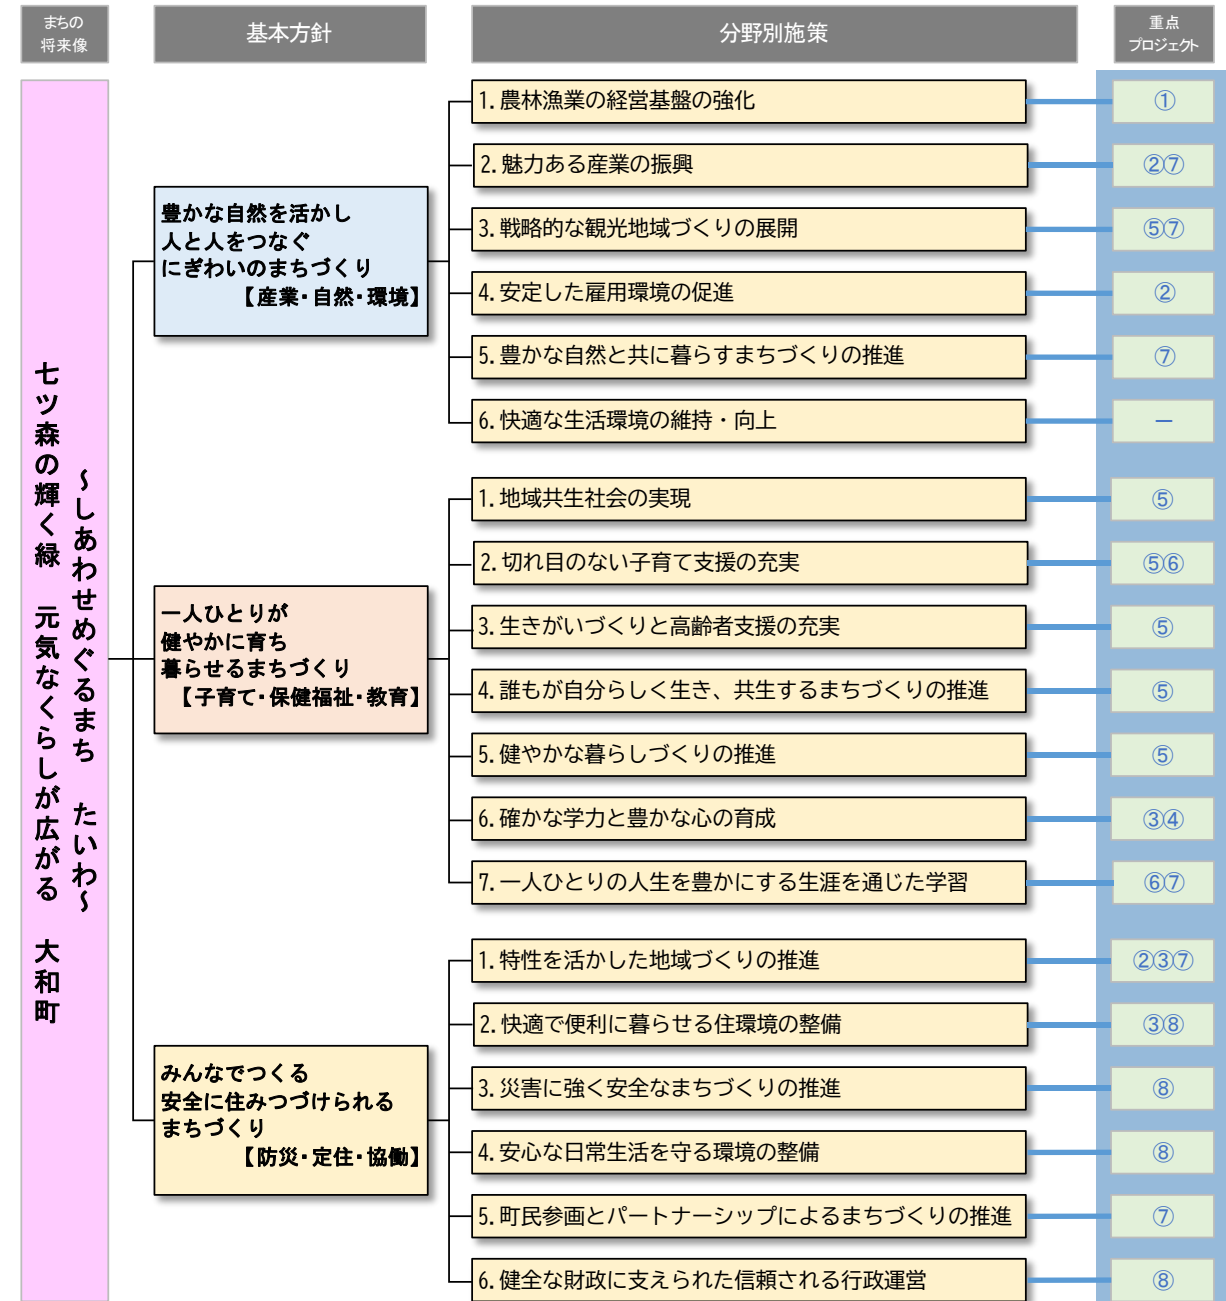 まちの
将来像
基本方針
分野別施策
重点
プロジェクト
七ツ森の輝く緑　元気なくらしが広がる　大和町
～しあわせめぐるまち　たいわ～
豊かな自然を活かし
人と人をつなぐ
にぎわいのまちづくり
【産業・自然・環境】
1.農林漁業の経営基盤の強化
①
2.魅力ある産業の振興
②⑦
3.戦略的な観光地域づくりの展開
⑤⑦
4.安定した雇用環境の促進
②
5.豊かな自然と共に暮らすまちづくりの推進
⑦
6.快適な生活環境の維持・向上
－
一人ひとりが
健やかに育ち
暮らせるまちづくり
【子育て・保健福祉・教育】
1.地域共生社会の実現
⑤
2.切れ目のない子育て支援の充実
⑤⑥
3.生きがいづくりと高齢者支援の充実
⑤
4.誰もが自分らしく生き、共生するまちづくりの推進
⑤
5.健やかな暮らしづくりの推進
⑤
6.確かな学力と豊かな心の育成
③④
7.一人ひとりの人生を豊かにする生涯を通じた学習
⑥⑦
みんなでつくる
安全に住みつづけられる
まちづくり
【防災・定住・協働】
1.特性を活かした地域づくりの推進
②③⑦
2.快適で便利に暮らせる住環境の整備
③⑧
3.災害に強く安全なまちづくりの推進
⑧
4.安心な日常生活を守る環境の整備
⑧
5.町民参画とパートナーシップによるまちづくりの推進
⑦
6.健全な財政に支えられた信頼される行政運営
⑧